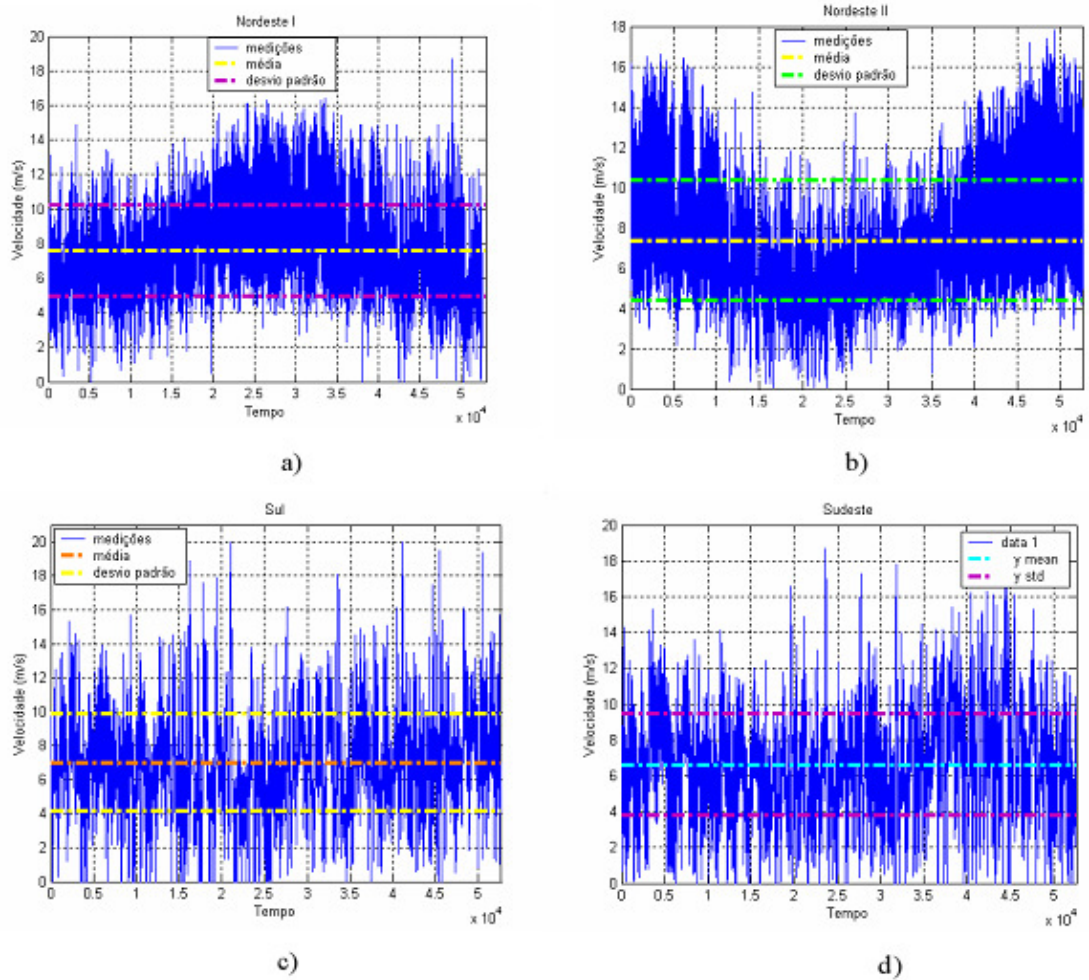 Nordeste I
20
18
16
14
12
10
8
6
4
2
0
Velocidade (m/s)
medições
média
desvio padrão
0 0.5 1 1.5 2 2.5 3 3.5 4 4.5 5
x 10^4
Tempo
a)
Nordeste II
18
16
14
12
10
8
6
4
2
0
Velocidade (m/s)
medições
média
desvio padrão
0 0.5 1 1.5 2 2.5 3 3.5 4 4.5 5
x 10^4
Tempo
b)
Sul
20
18
16
14
12
10
8
6
4
2
0
Velocidade (m/s)
medições
média
desvio padrão
0 0.5 1 1.5 2 2.5 3 3.5 4 4.5 5
x 10^4
Tempo
c)
Sudeste
20
18
16
14
12
10
8
6
4
2
0
Velocidade (m/s)
data 1
y mean
y std
0 0.5 1 1.5 2 2.5 3 3.5 4 4.5 5
x 10^4
Tempo
d)